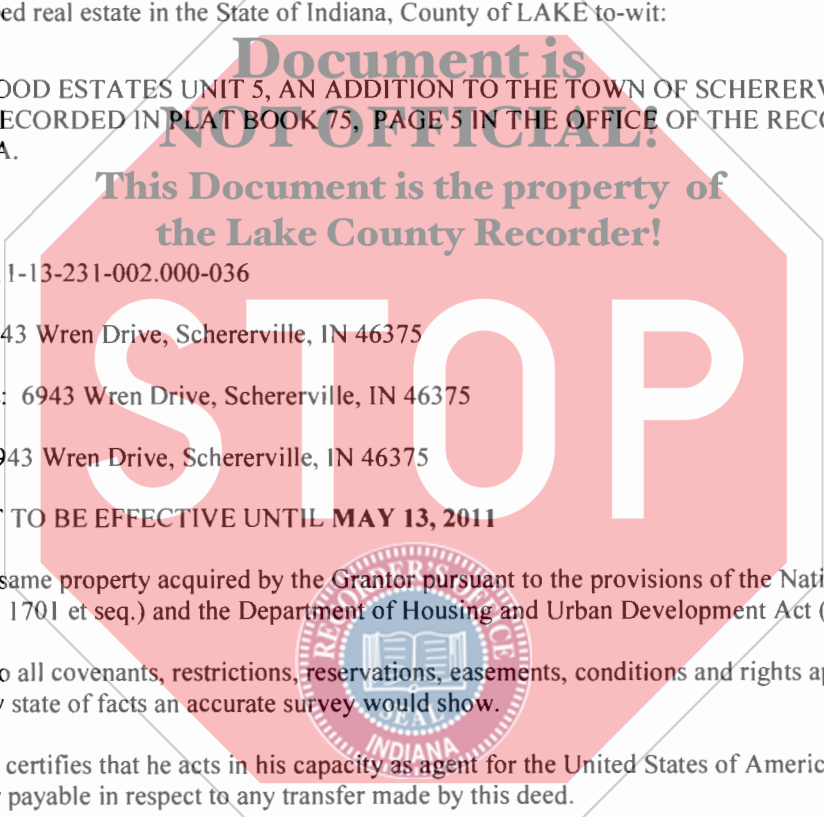 ed real estate in the State of Indiana, County of LAKE to-wit:
Document is
OOD ESTATES UNIT 5, AN ADDITION TO THE TOWN OF SCHERERV
NOT OFFICIAL!
ECORDED IN PLAT BOOK 75, PAGE 5 IN THE OFFICE OF THE RECO
A.
This Document is the property of
the Lake County Recorder!
1-13-231-002.000-036
STOP
43 Wren Drive, Schererville, IN 46375
: 6943 Wren Drive, Schererville, IN 46375
943 Wren Drive, Schererville, IN 46375
TO BE EFFECTIVE UNTIL MAY 13, 2011
same property acquired by the Grantor pursuant to the provisions of the Nati
1701 et seq.) and the Department of Housing and Urban Development Act (
o all covenants, restrictions, reservations, easements, conditions and rights ap
state of facts an accurate survey would show.
RECORDER'S OFFICE
SEAL
INDIANA
certifies that he acts in his capacity as agent for the United States of Americ
payable in respect to any transfer made by this deed.